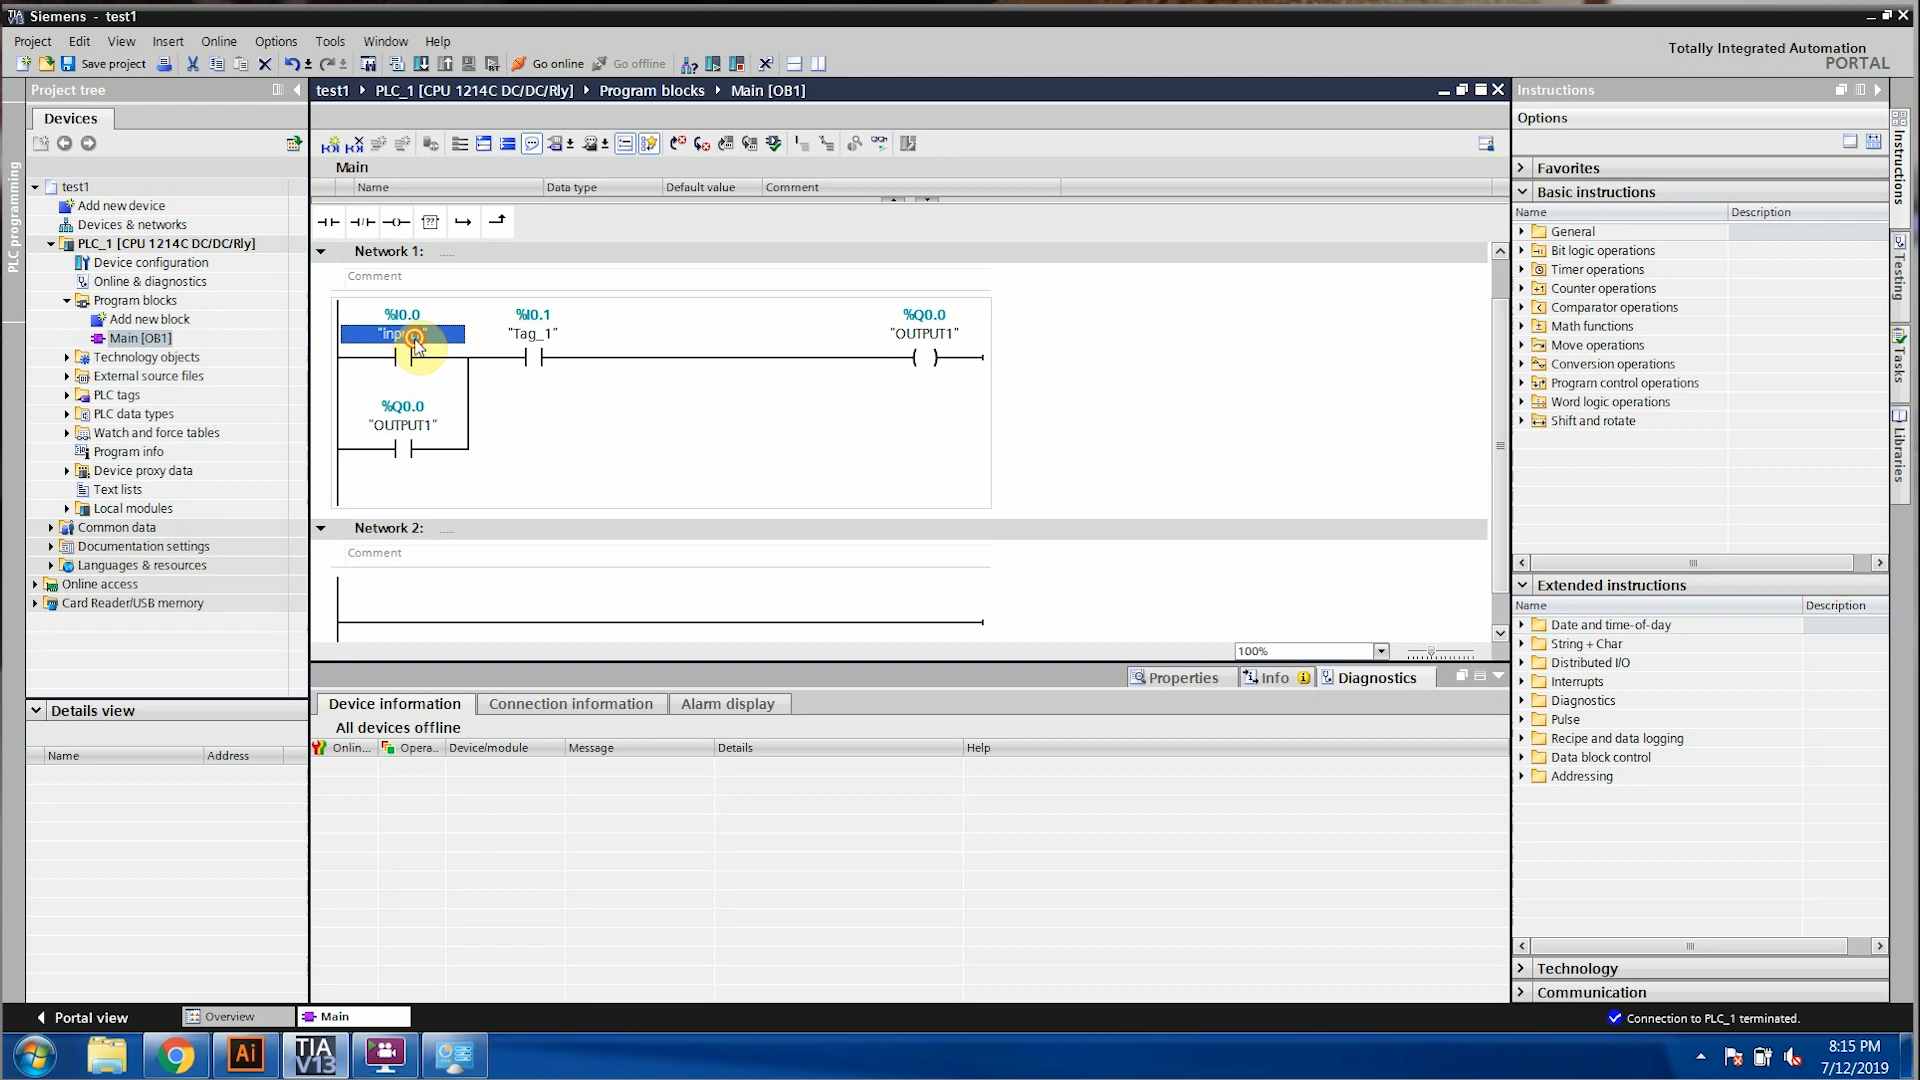 Siemens - test1
Project Edit View Insert Online Options Tools Window Help
Totally Integrated Automation
PORTAL
Save project
Go online
Go offline
Project tree
test1 PLC_1 [CPU 1214C DC/DC/Rly] Program blocks Main [OB1]
Instructions
Devices
Options
Main
Name Data type Default value Comment
Favorites
Basic instructions
Name Description
PLC programming
test1
Add new device
Devices & networks
PLC_1 [CPU 1214C DC/DC/Rly]
Device configuration
Online & diagnostics
Program blocks
Add new block
Main [OB1]
Technology objects
External source files
PLC tags
PLC data types
Watch and force tables
Program info
Device proxy data
Text lists
Local modules
Common data
Documentation settings
Languages & resources
Online access
Card Reader/USB memory
Network 1: .....
Comment
%I0.0 %I0.1 %Q0.0
"Tag_1" "OUTPUT1"
%Q0.0
"OUTPUT1"
Network 2: .....
Comment
100%
General
Bit logic operations
Timer operations
Counter operations
Comparator operations
Math functions
Move operations
Conversion operations
Program control operations
Word logic operations
Shift and rotate
Extended instructions
Name Description
Date and time-of-day
String + Char
Distributed I/O
Interrupts
Diagnostics
Pulse
Recipe and data logging
Data block control
Addressing
Technology
Communication
Instructions
Testing
Tasks
Libraries
Properties Info Diagnostics
Details view
Name Address
Device information Connection information Alarm display
All devices offline
Onlin... Opera.. Device/module Message Details Help
Portal view Overview Main
Connection to PLC_1 terminated.
Ai
TIA
V13
8:15 PM
7/12/2019